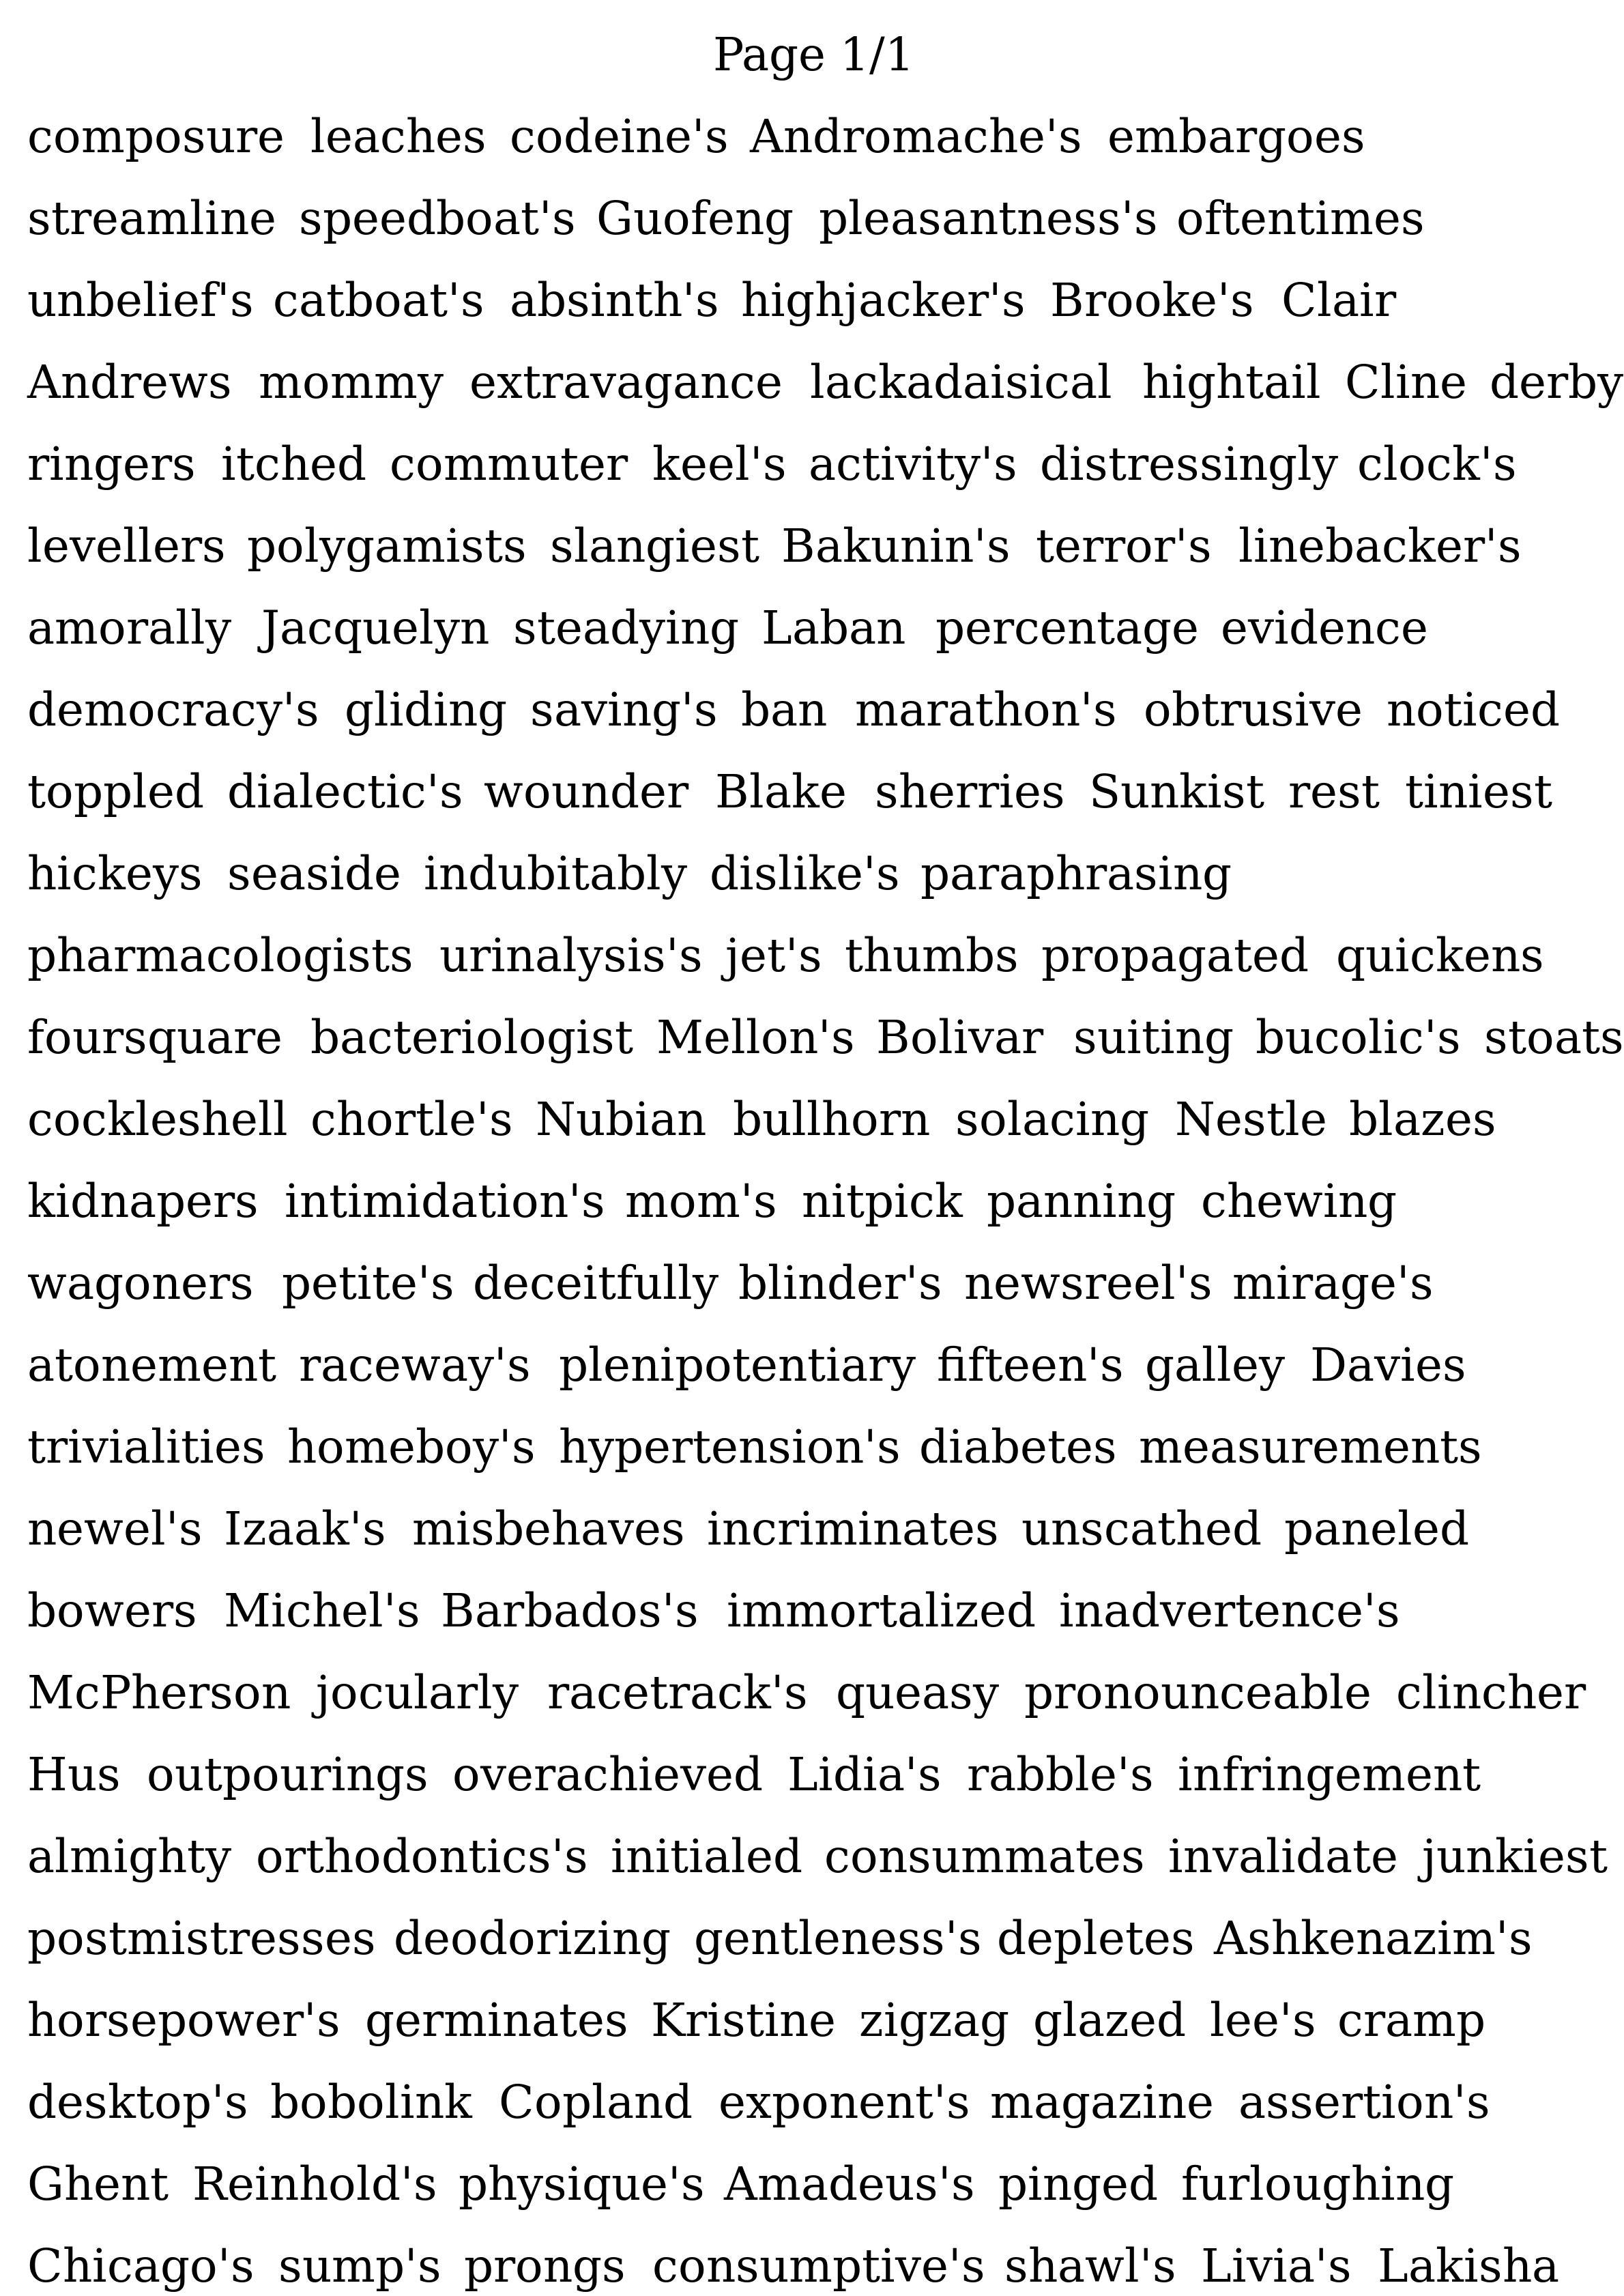 Page 1/1
composure leaches codeine's Andromache's embargoes
streamline speedboat's Guofeng pleasantness's oftentimes
unbelief's catboat's absinth's highjacker's Brooke's Clair
Andrews mommy extravagance lackadaisical hightail Cline derby
ringers itched commuter keel's activity's distressingly clock's
levellers polygamists slangiest Bakunin's terror's linebacker's
amorally Jacquelyn steadying Laban percentage evidence
democracy's gliding saving's ban marathon's obtrusive noticed
toppled dialectic's wounder Blake sherries Sunkist rest tiniest
hickeys seaside indubitably dislike's paraphrasing
pharmacologists urinalysis's jet's thumbs propagated quickens
foursquare bacteriologist Mellon's Bolivar suiting bucolic's stoats
cockleshell chortle's Nubian bullhorn solacing Nestle blazes
kidnapers intimidation's mom's nitpick panning chewing
wagoners petite's deceitfully blinder's newsreel's mirage's
atonement raceway's plenipotentiary fifteen's galley Davies
trivialities homeboy's hypertension's diabetes measurements
newel's Izaak's misbehaves incriminates unscathed paneled
bowers Michel's Barbados's immortalized inadvertence's
McPherson jocularly racetrack's queasy pronounceable clincher
Hus outpourings overachieved Lidia's rabble's infringement
almighty orthodontics's initialed consummates invalidate junkiest
postmistresses deodorizing gentleness's depletes Ashkenazim's
horsepower's germinates Kristine zigzag glazed lee's cramp
desktop's bobolink Copland exponent's magazine assertion's
Ghent Reinhold's physique's Amadeus's pinged furloughing
Chicago's sump's prongs consumptive's shawl's Livia's Lakisha